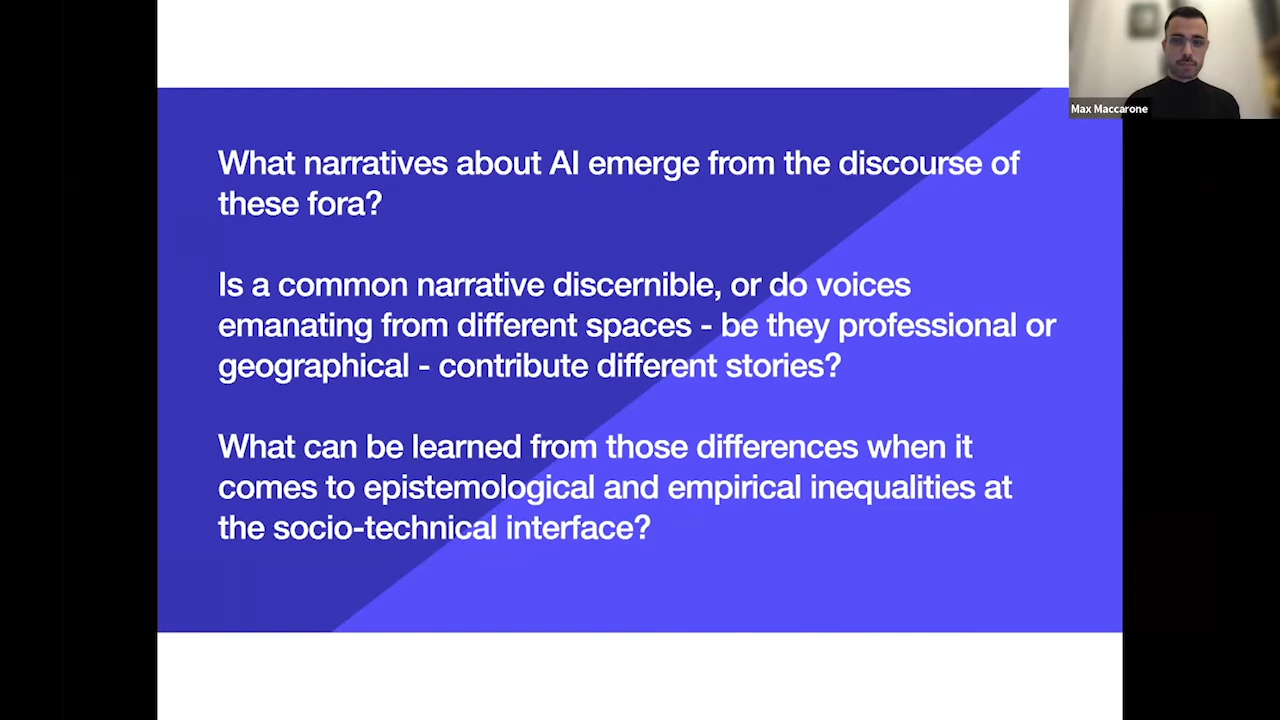 What narratives about AI emerge from the discourse of
these fora?
Is a common narrative discernible, or do voices
emanating from different spaces - be they professional or
geographical - contribute different stories?
What can be learned from those differences when it
comes to epistemological and empirical inequalities at
the socio-technical interface?
Max Maccarone